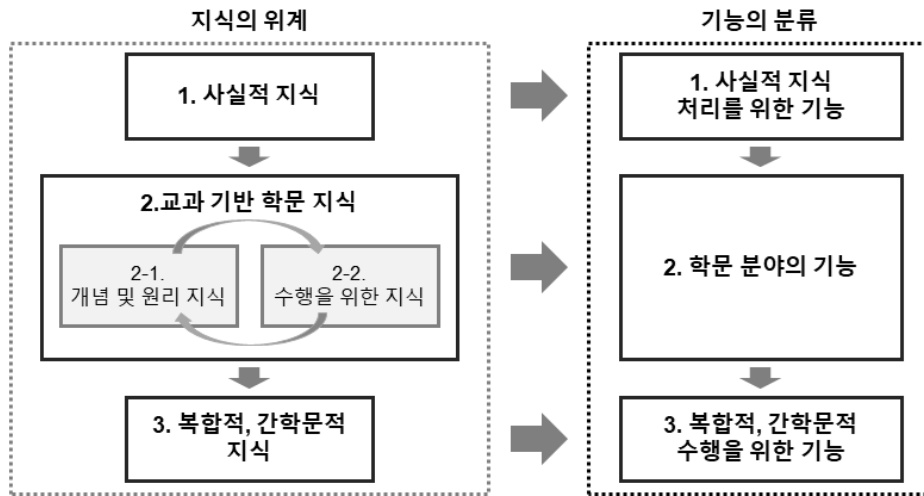 지식의 위계
1. 사실적 지식
2.교과 기반 학문 지식
2-1.
개념 및 원리 지식
2-2.
수행을 위한 지식
3. 복합적, 간학문적
지식
기능의 분류
1. 사실적 지식
처리를 위한 기능
2. 학문 분야의 기능
3. 복합적, 간학문적
수행을 위한 기능